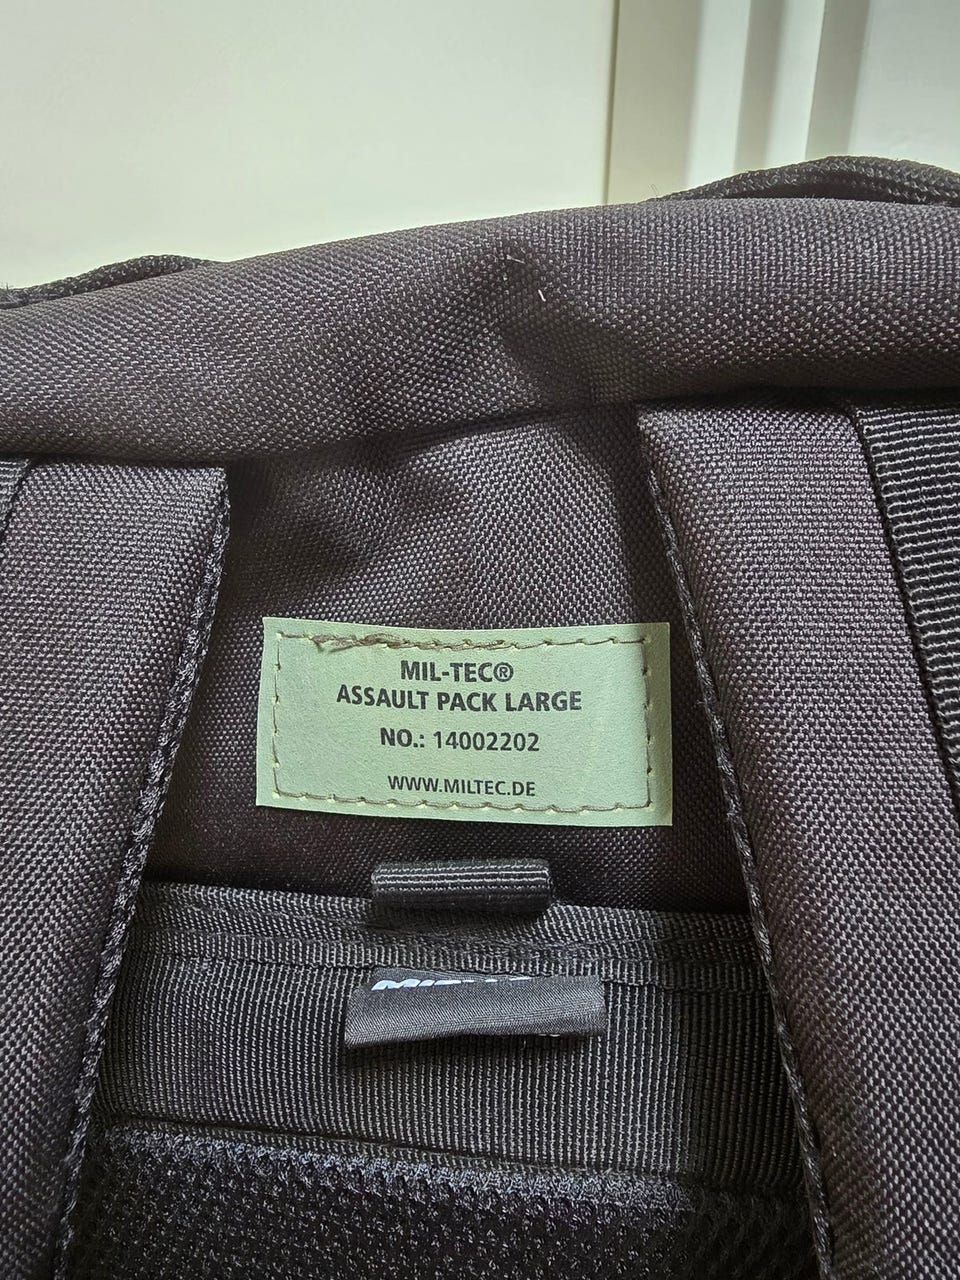 MIL-TEC®
ASSAULT PACK LARGE
NO.: 14002202
WWW.MILTEC.DE